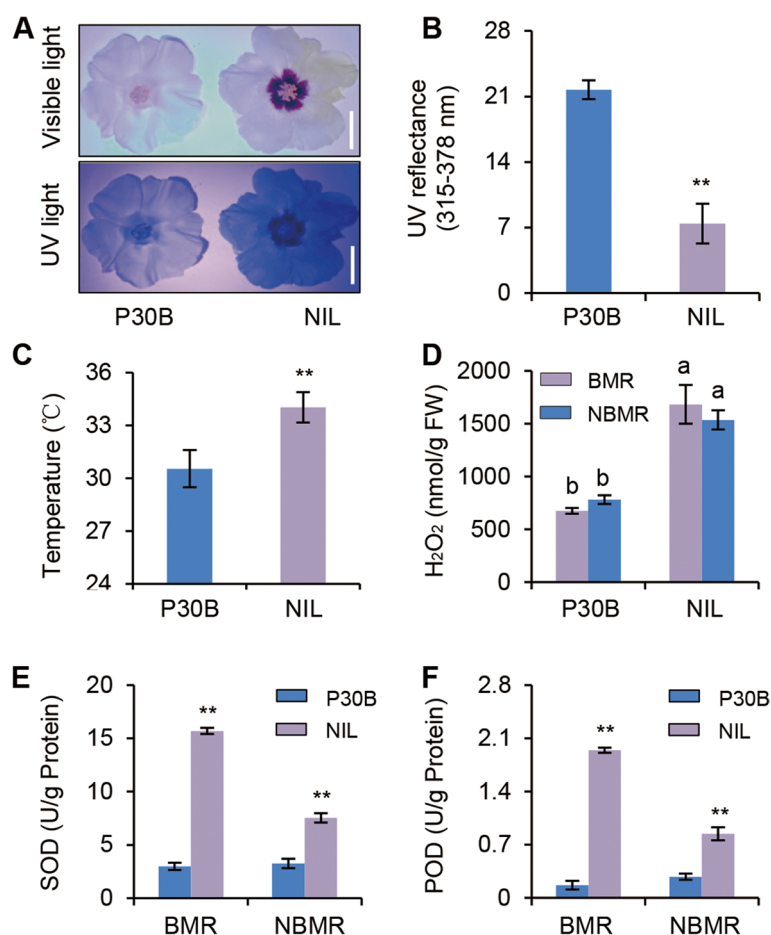 A
Visible light
UV light
P30B NIL
B
UV reflectance
(315-378 nm)
28
21
14
7
0
**
P30B NIL
C
Temperature (℃)
36
33
30
27
24
**
P30B NIL
D
H₂O₂ (nmol/g FW)
2000
1500
1000
500
0
BMR
NBMR
b b a a
P30B NIL
E
SOD (U/g Protein)
20
15
10
5
0
P30B
NIL
** **
BMR NBMR
F
POD (U/g Protein)
2.8
2.1
1.4
0.7
0
P30B
NIL
** **
BMR NBMR